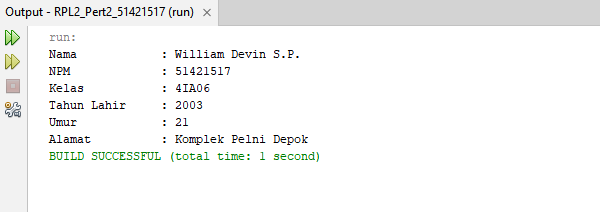 Output - RPL2_Pert2_51421517 (run) ×
run:
Nama : William Devin S.P.
NPM : 51421517
Kelas : 4IA06
Tahun Lahir : 2003
Umur : 21
Alamat : Komplek Pelni Depok
BUILD SUCCESSFUL (total time: 1 second)